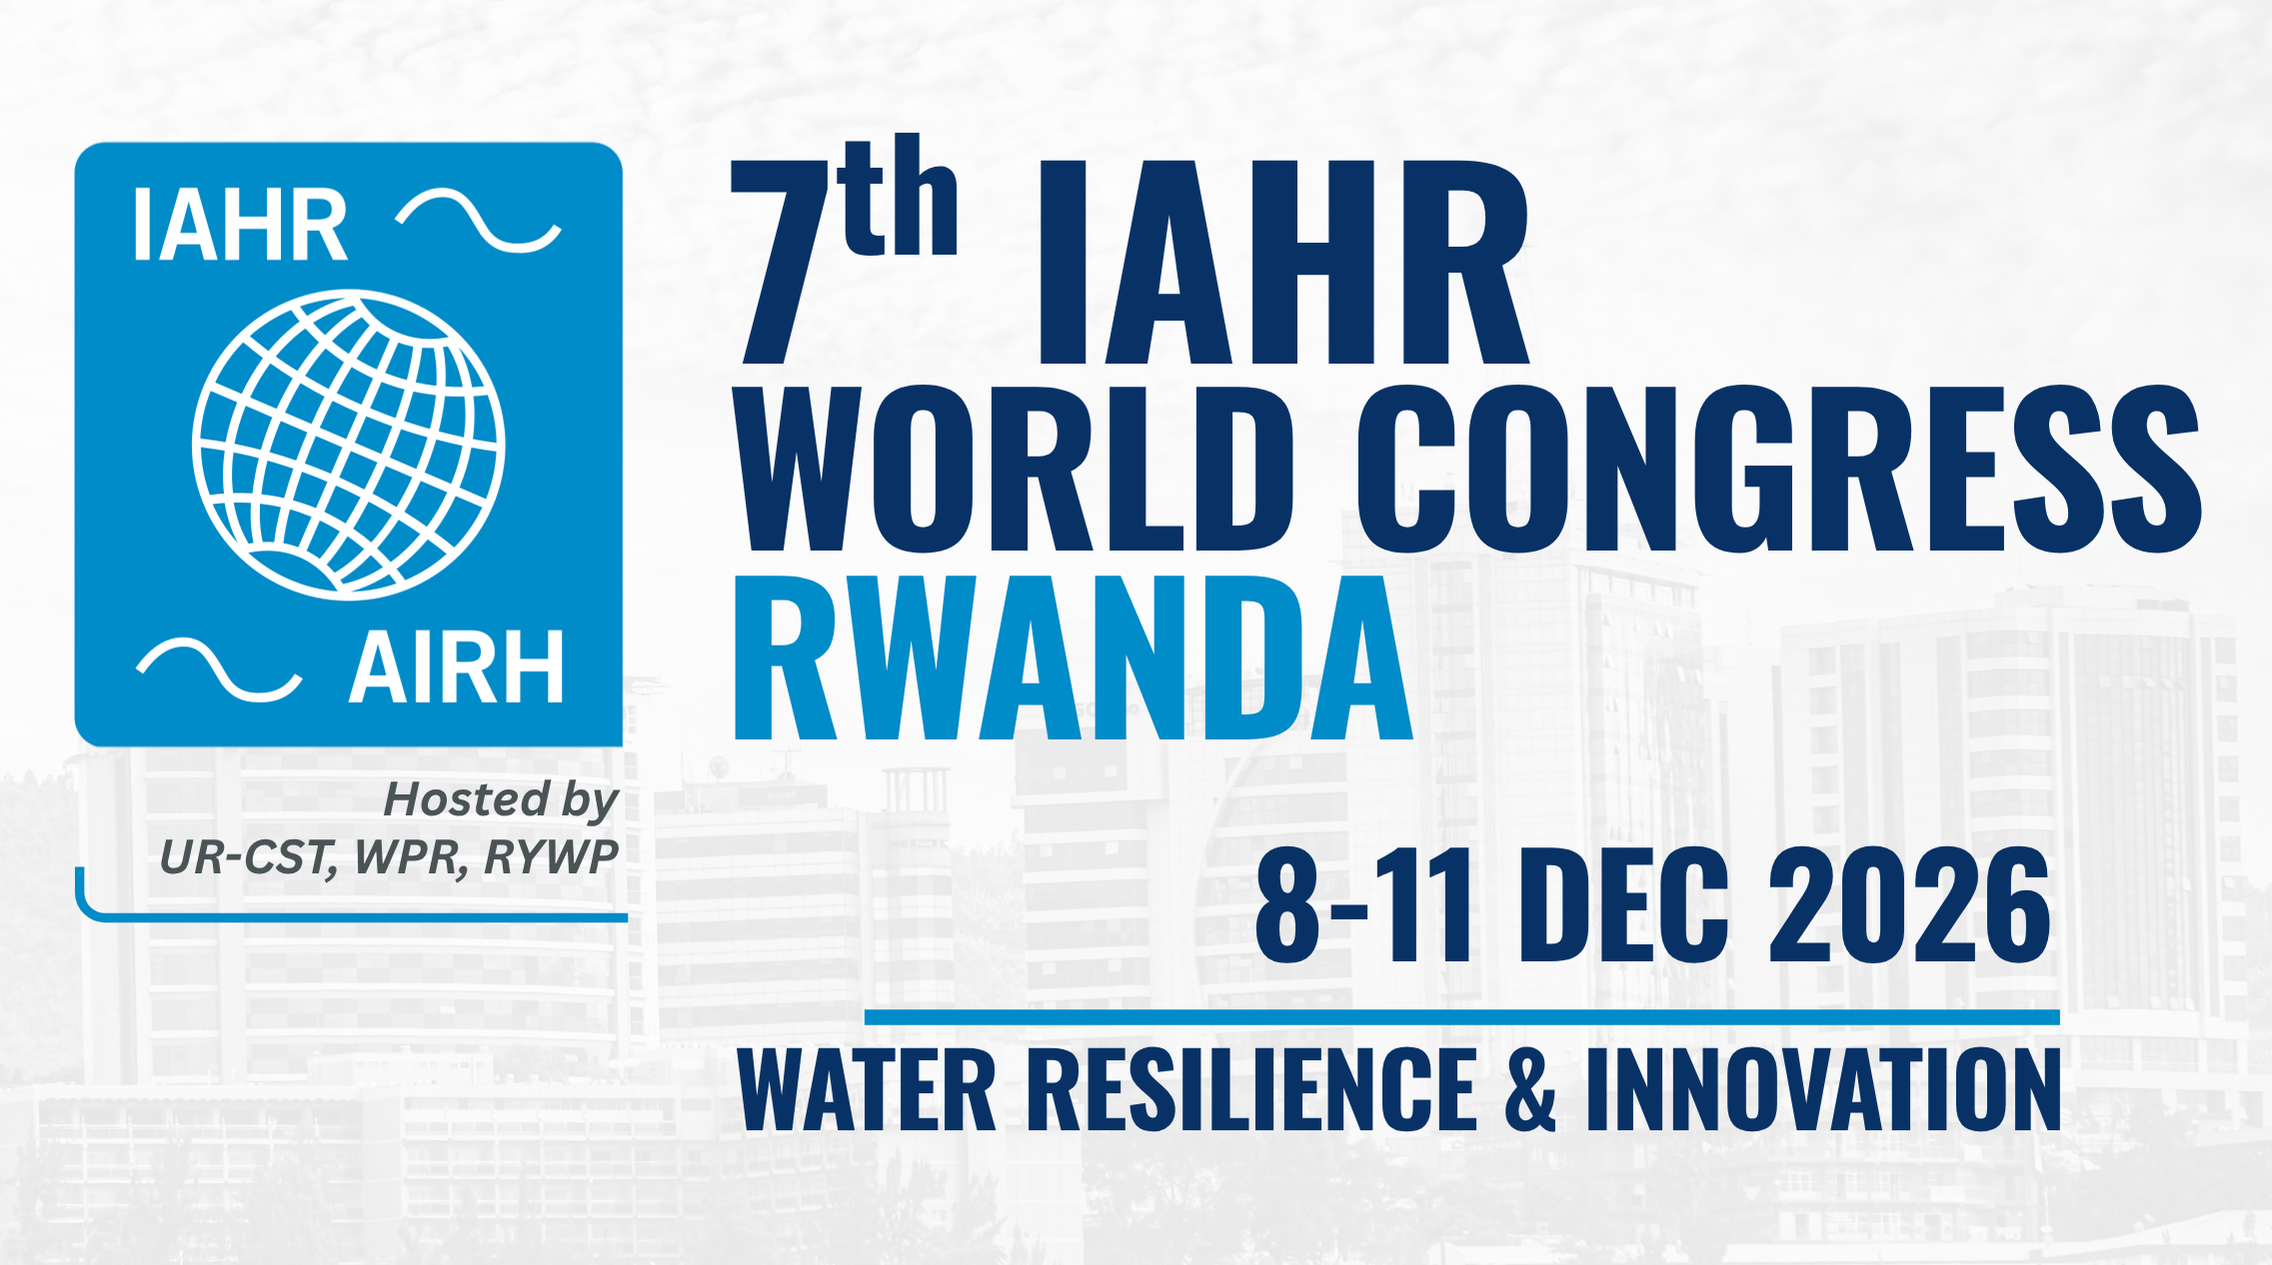 IAHR
AIRH
Hosted by
UR-CST, WPR, RYWP
7th IAHR
WORLD CONGRESS
RWANDA
8-11 DEC 2026
WATER RESILIENCE & INNOVATION